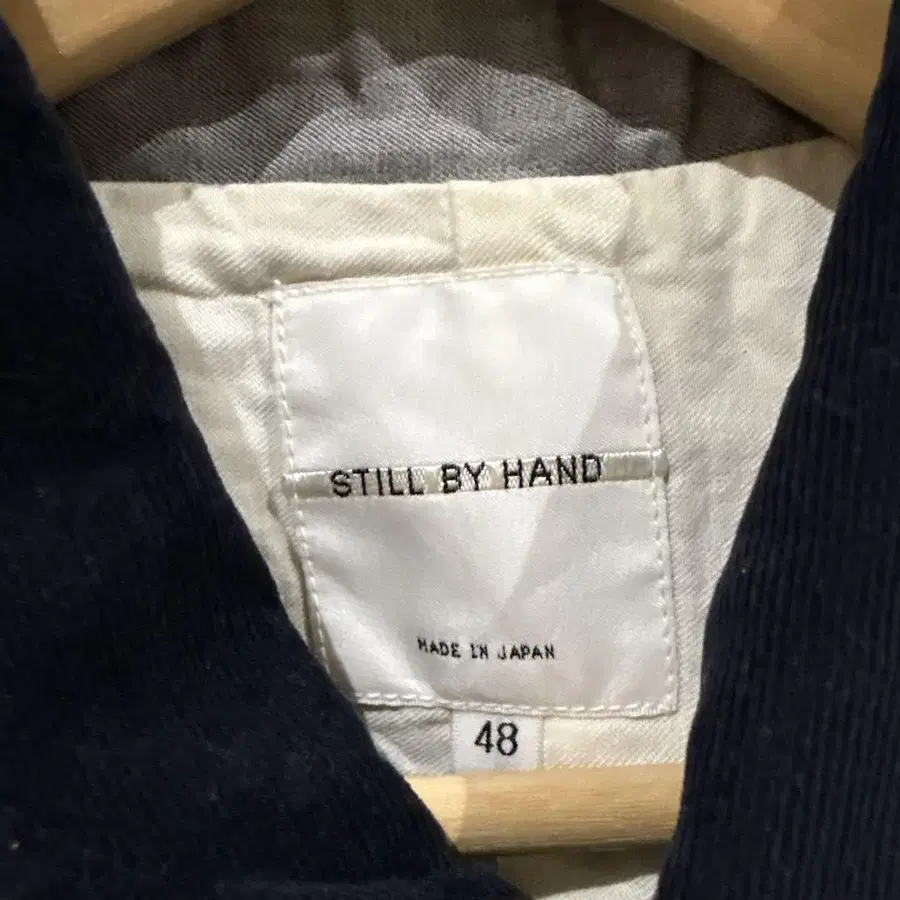 STILL BY HAND
MADE IN JAPAN
48